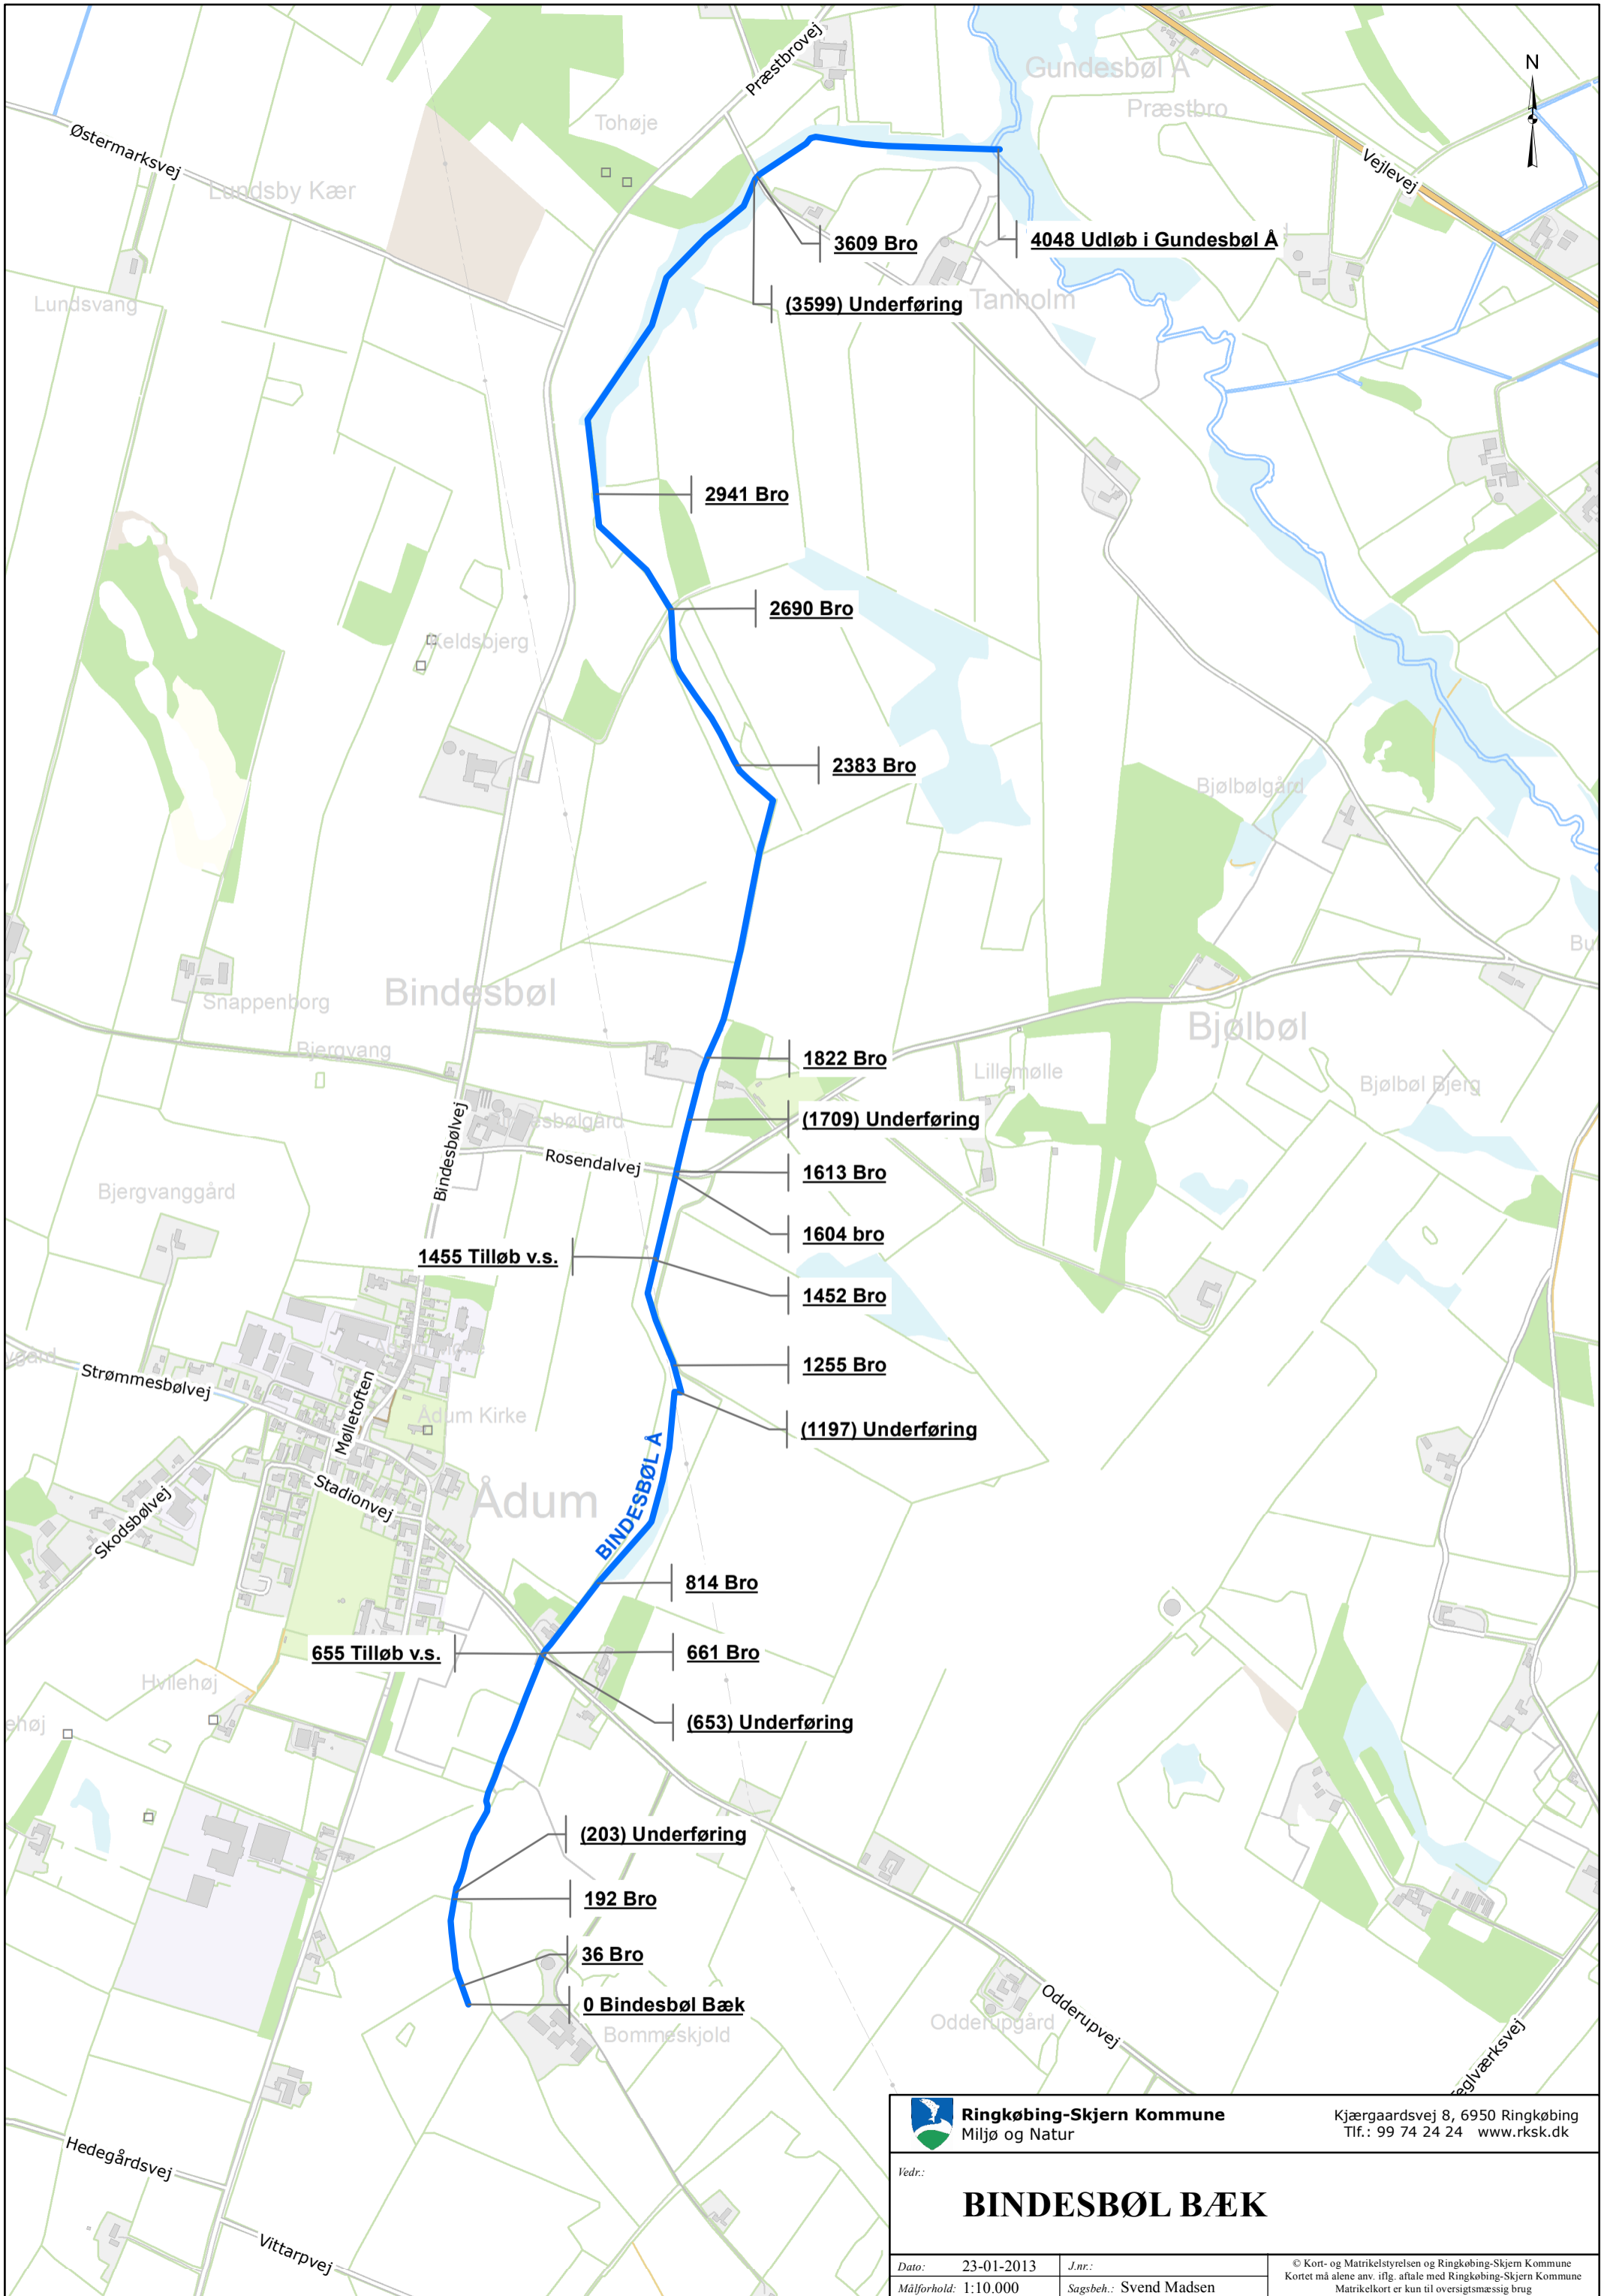 Præstbrovej
Gundesbøl Å
N
Præstbro
Tohøje
Østermarksvej
Vejlevej
Lundsby Kær
3609 Bro
4048 Udløb i Gundesbøl Å
Lundsvang
(3599) Underføring
Tanholm
2941 Bro
2690 Bro
Keldsbjerg
2383 Bro
Bjølbølgård
Bu
Bindesbøl
Snappenborg
Bjølbøl
Bjergvang
1822 Bro
Lillemølle
Bjølbøl Bjerg
Bindesbølvej
esbølgård
(1709) Underføring
Rosendalvej
1613 Bro
Bjergvanggård
1604 bro
1455 Tilløb v.s.
1452 Bro
1255 Bro
Strømmesbølvej
Mølletoften
Ådum Kirke
(1197) Underføring
BINDESBØL Å
Stadionvej
Ådum
Skodsbølvej
814 Bro
655 Tilløb v.s.
661 Bro
Hvilehøj
ehøj
(653) Underføring
(203) Underføring
192 Bro
36 Bro
0 Bindesbøl Bæk
Bommeskjold
Odderupgård
Odderupvej
eglværksvej
Hedegårdsvej
Vittarpvej
Ringkøbing-Skjern Kommune
Miljø og Natur
Kjærgaardsvej 8, 6950 Ringkøbing
Tlf.: 99 74 24 24 www.rksk.dk
Vedr.:
BINDESBØL BÆK
Dato: 23-01-2013
J.nr.:
Målforhold: 1:10.000
Sagsbeh.: Svend Madsen
© Kort- og Matrikelstyrelsen og Ringkøbing-Skjern Kommune
Kortet må alene anv. iflg. aftale med Ringkøbing-Skjern Kommune
Matrikelkort er kun til oversigtsmæssig brug